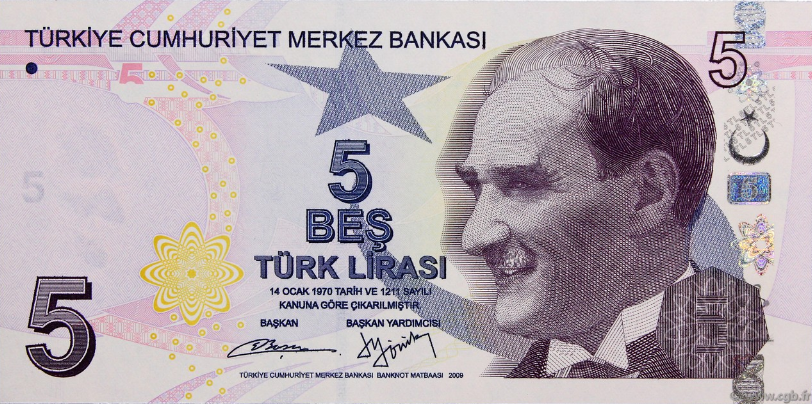 TÜRKİYE CUMHURİYET MERKEZ BANKASI
5
5
5
5
BEŞ
TÜRK LİRASI
14 OCAK 1970 TARİH VE 1211 SAYILI
KANUNA GÖRE ÇIKARILMIŞTIR.
BAŞKAN BAŞKAN YARDIMCISI
5
5
TÜRKİYE CUMHURİYET MERKEZ BANKASI BANKNOT MATBAASI 2009
www.cgb.fr